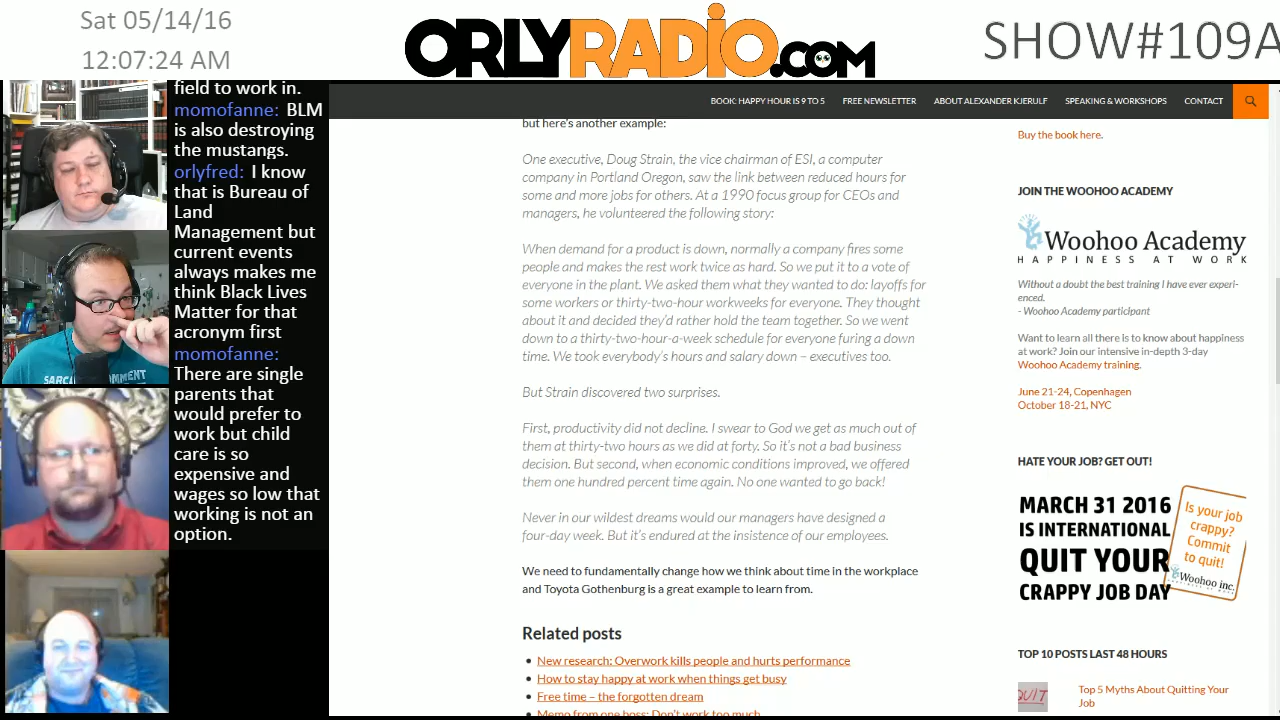 Sat 05/14/16
12:07:24 AM
ORLYRADIO.COM
SHOW#109A
field to work in.
momofanne: BLM
is also destroying
the mustangs.
orlyfred: I know
that is Bureau of
Land
Management but
current events
always makes me
think Black Lives
Matter for that
acronym first
momofanne:
There are single
parents that
would prefer to
work but child
care is so
expensive and
wages so low that
working is not an
option.
SARC COMMENT
BOOK: HAPPY HOUR IS 9 TO 5 FREE NEWSLETTER ABOUT ALEXANDER KJERULF SPEAKING & WORKSHOPS CONTACT
but here's another example:
One executive, Doug Strain, the vice chairman of ESI, a computer
company in Portland Oregon, saw the link between reduced hours for
some and more jobs for others. At a 1990 focus group for CEOs and
managers, he volunteered the following story:
When demand for a product is down, normally a company fires some
people and makes the rest work twice as hard. So we put it to a vote of
everyone in the plant. We asked them what they wanted to do: layoffs for
some workers or thirty-two-hour workweeks for everyone. They thought
about it and decided they'd rather hold the team together. So we went
down to a thirty-two-hour-a-week schedule for everyone furing a down
time. We took everybody's hours and salary down – executives too.
But Strain discovered two surprises.
First, productivity did not decline. I swear to God we get as much out of
them at thirty-two hours as we did at forty. So it's not a bad business
decision. But second, when economic conditions improved, we offered
them one hundred percent time again. No one wanted to go back!
Never in our wildest dreams would our managers have designed a
four-day week. But it's endured at the insistence of our employees.
We need to fundamentally change how we think about time in the workplace
and Toyota Gothenburg is a great example to learn from.
Related posts
New research: Overwork kills people and hurts performance
How to stay happy at work when things get busy
Free time – the forgotten dream
Memo from one boss: Don't work too much
Buy the book here.
JOIN THE WOOHOO ACADEMY
Woohoo Academy
HAPPINESS AT WORK
Without a doubt the best training I have ever experi-
enced.
- Woohoo Academy participant
Want to learn all there is to know about happiness
at work? Join our intensive in-depth 3-day
Woohoo Academy training.
June 21-24, Copenhagen
October 18-21, NYC
HATE YOUR JOB? GET OUT!
MARCH 31 2016
IS INTERNATIONAL
QUIT YOUR
CRAPPY JOB DAY
Is your job
crappy?
Commit
to quit!
Woohoo inc.
TOP 10 POSTS LAST 48 HOURS
QUIT
Top 5 Myths About Quitting Your
Job